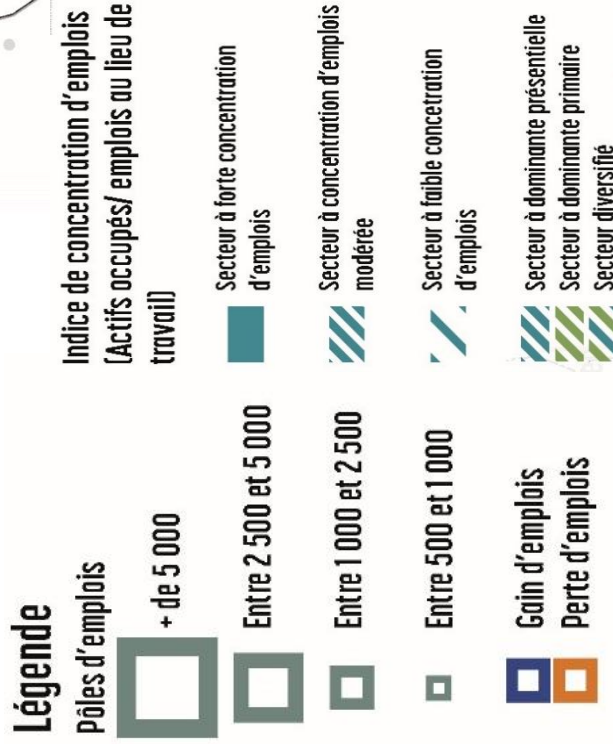 Légende
Pôles d'emplois
+ de 5 000
Entre 2 500 et 5 000
Entre 1 000 et 2 500
Entre 500 et 1 000
Gain d'emplois
Perte d'emplois
Indice de concentration d'emplois
(Actifs occupés/ emplois au lieu de
travail)
Secteur à forte concentration
d'emplois
Secteur à concentration d'emplois
modérée
Secteur à faible concetration
d'emplois
Secteur à dominante présentielle
Secteur à dominante primaire
Secteur diversifié